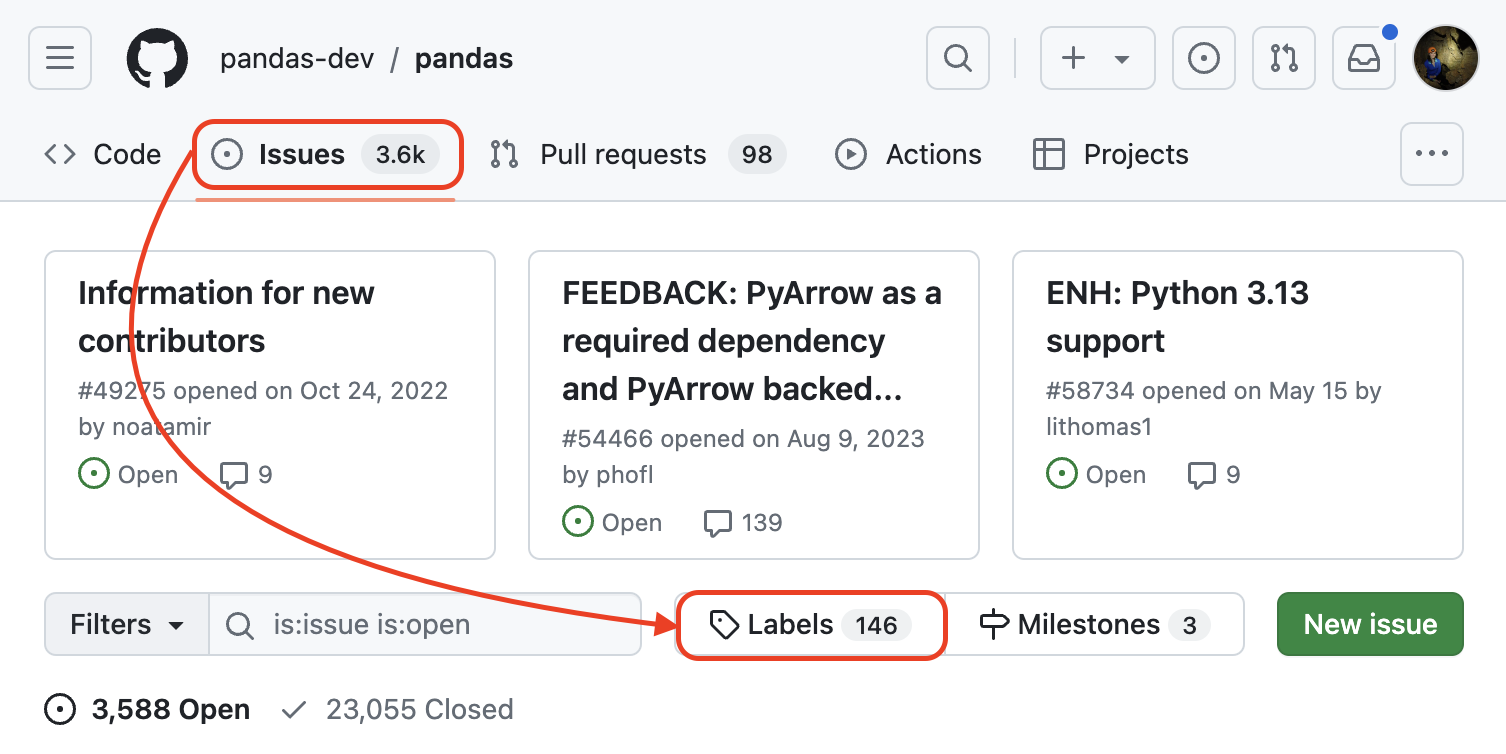 pandas-dev / pandas
Code Issues 3.6k Pull requests 98 Actions Projects
Information for new
contributors
#49275 opened on Oct 24, 2022
by noatamir
Open 9
FEEDBACK: PyArrow as a
required dependency
and PyArrow backed...
#54466 opened on Aug 9, 2023
by phofl
Open 139
ENH: Python 3.13
support
#58734 opened on May 15 by
lithomas1
Open 9
Filters is:issue is:open Labels 146 Milestones 3 New issue
3,588 Open 23,055 Closed